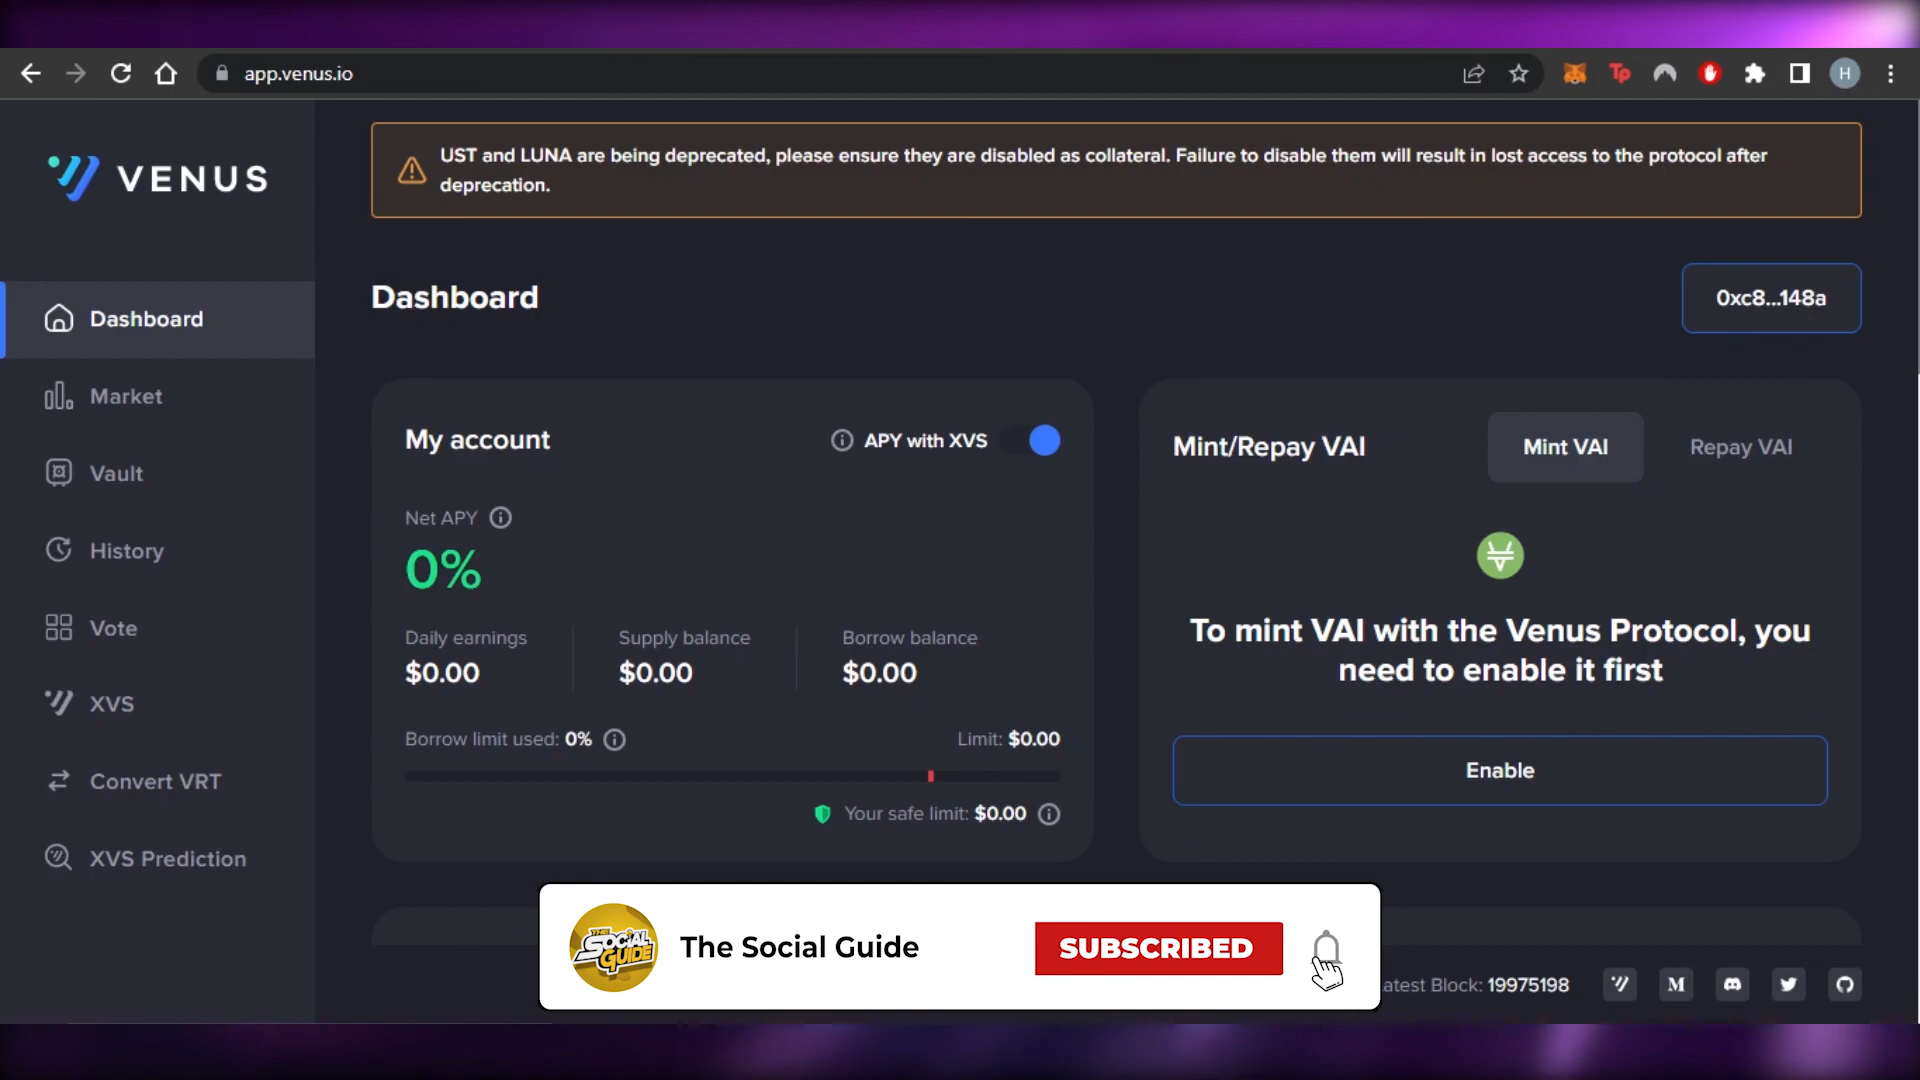 app.venus.io
Tp
H
VENUS
UST and LUNA are being deprecated, please ensure they are disabled as collateral. Failure to disable them will result in lost access to the protocol after
deprecation.
Dashboard
0xc8...148a
Dashboard
Market
Vault
History
Vote
XVS
Convert VRT
XVS Prediction
My account
APY with XVS
Net APY
0%
Daily earnings
Supply balance
Borrow balance
$0.00
$0.00
$0.00
Borrow limit used: 0%
Limit: $0.00
Your safe limit: $0.00
Mint/Repay VAI
Mint VAI
Repay VAI
To mint VAI with the Venus Protocol, you
need to enable it first
Enable
THE SOCIAL GUIDE
The Social Guide
SUBSCRIBED
atest Block: 19975198
M